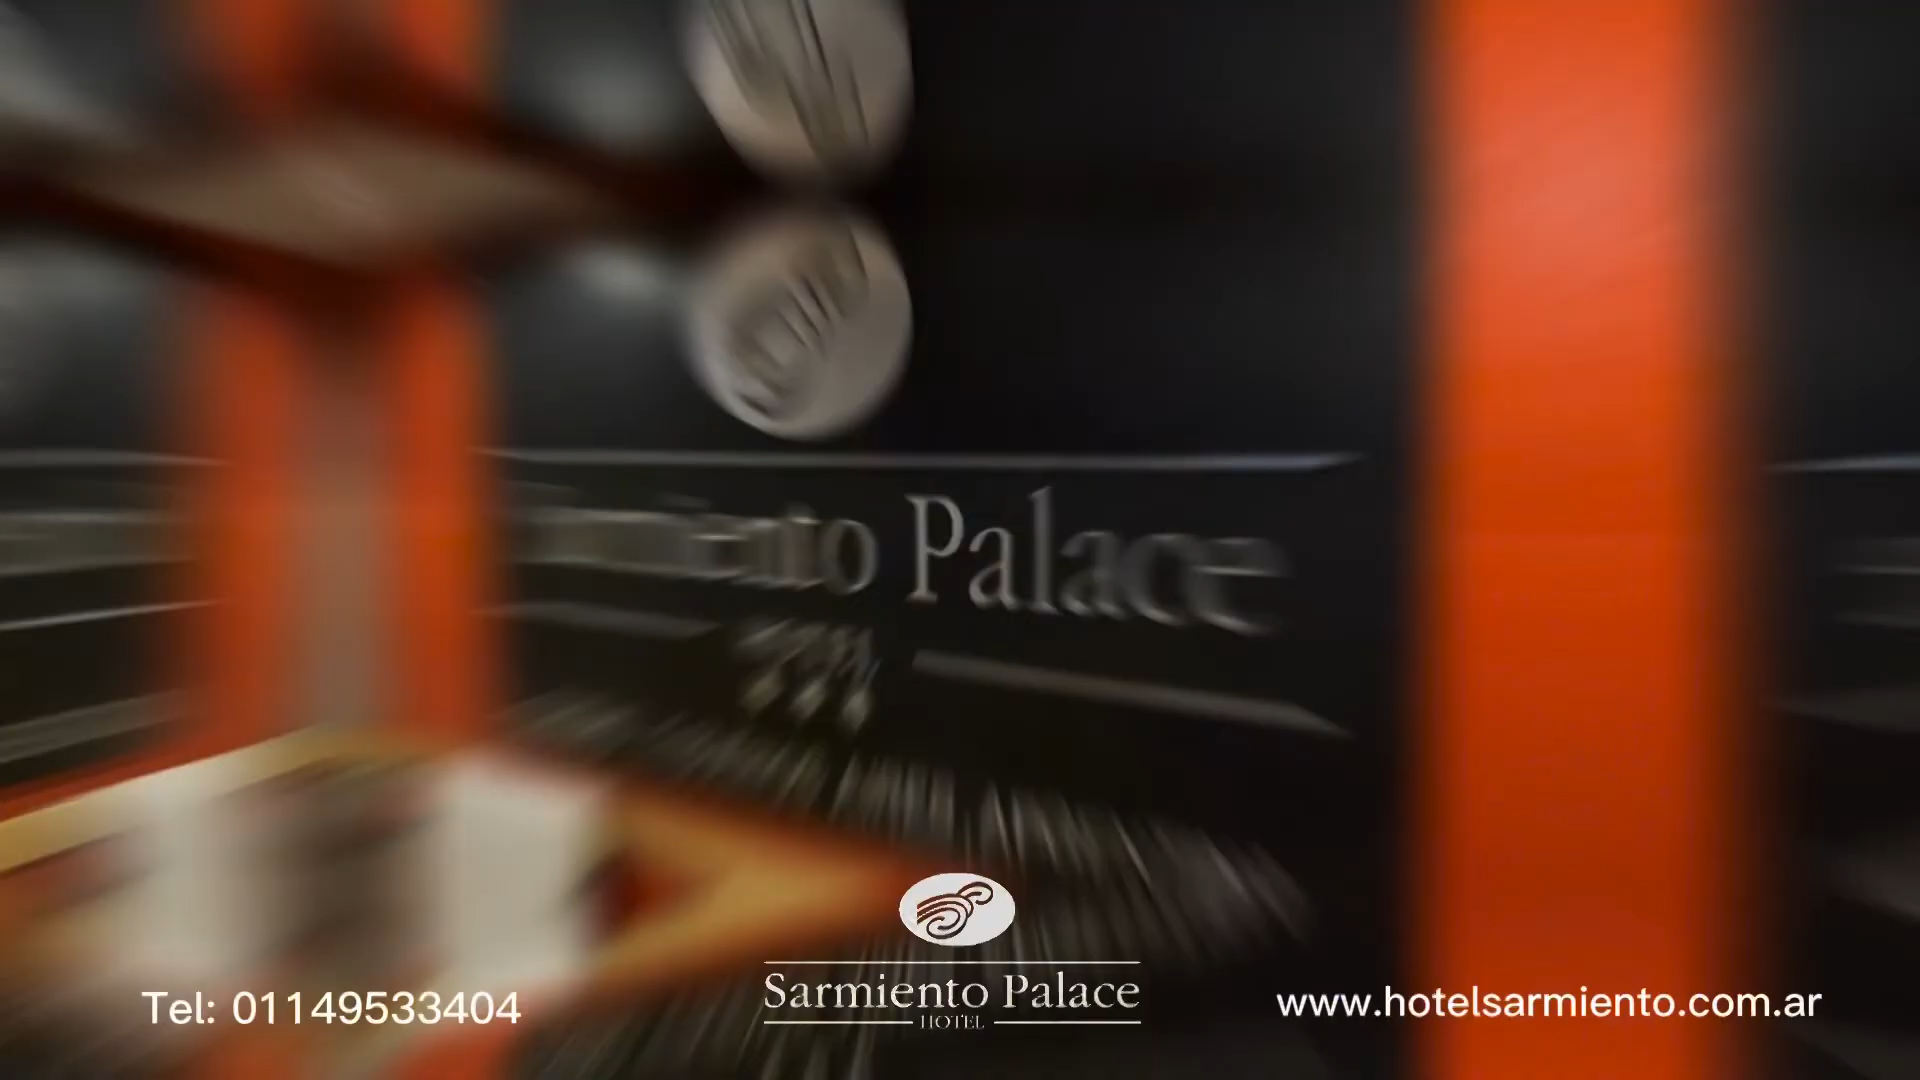 Palace
Sarmiento Palace
HOTEL
Tel: 01149533404
www.hotelsarmiento.com.ar